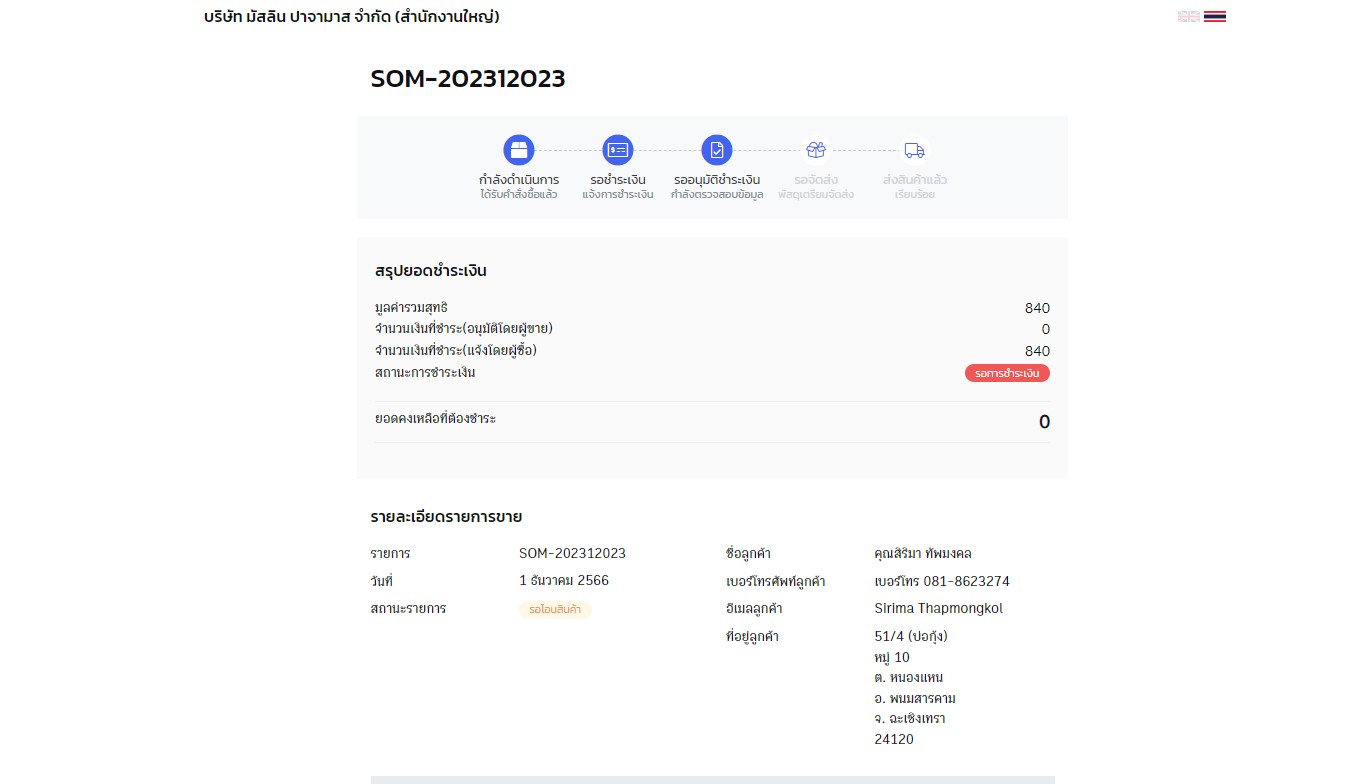 บริษัท มัสลิน ปาจามาส จำกัด (สำนักงานใหญ่)
SOM-202312023
กำลังดำเนินการ รอชำระเงิน รออนุมัติชำระเงิน รอจัดส่ง ส่งสินค้าแล้ว
ได้รับคำสั่งซื้อแล้ว แจ้งการชำระเงิน กำลังตรวจสอบข้อมูล พัสดุเตรียมจัดส่ง เรียบร้อย
สรุปยอดชำระเงิน
มูลค่ารวมสุทธิ 840
จำนวนเงินที่ชำระ(อนุมัติโดยผู้ขาย) 0
จำนวนเงินที่ชำระ(แจ้งโดยผู้ซื้อ) 840
สถานะการชำระเงิน รอการชำระเงิน
ยอดคงเหลือที่ต้องชำระ 0
รายละเอียดรายการขาย
รายการ SOM-202312023 ชื่อลูกค้า คุณสิริมา ทัพมงคล
วันที่ 1 ธันวาคม 2566 เบอร์โทรศัพท์ลูกค้า เบอร์โทร 081-8623274
สถานะรายการ รอโอนสินค้า อีเมลลูกค้า Sirima Thapmongkol
ที่อยู่ลูกค้า 51/4 (ปอกุ้ง)
หมู่ 10
ต. หนองแหน
อ. พนมสารคาม
จ. ฉะเชิงเทรา
24120